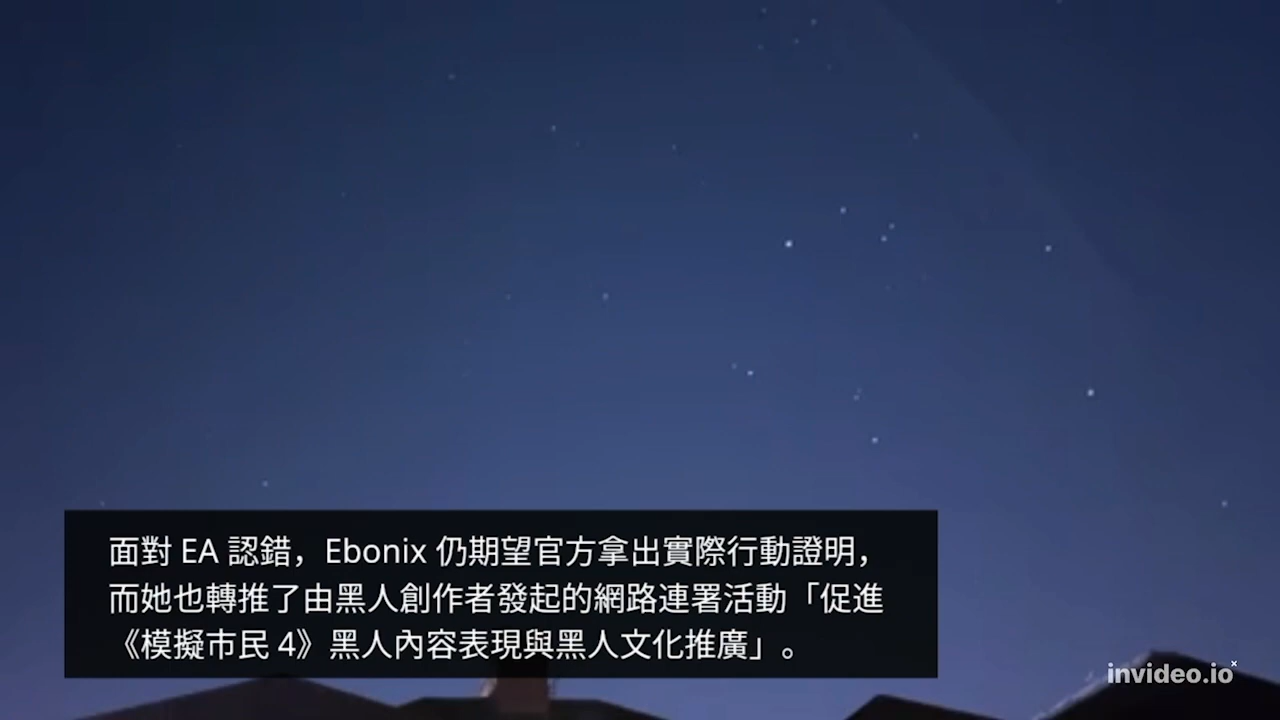 面對 EA 認錯，Ebonix 仍期望官方拿出實際行動證明，
而她也轉推了由黑人創作者發起的網路連署活動「促進
《模擬市民 4》黑人內容表現與黑人文化推廣」。
invideo.io